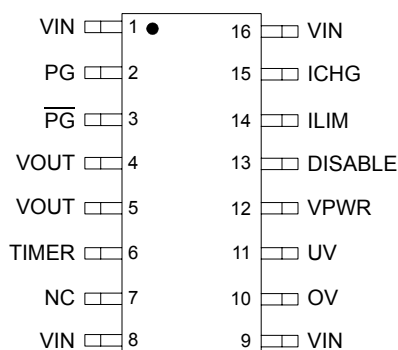 VIN 1 16 VIN
PG 2 15 ICHG
P̅G̅ 3 14 ILIM
VOUT 4 13 DISABLE
VOUT 5 12 VPWR
TIMER 6 11 UV
NC 7 10 OV
VIN 8 9 VIN